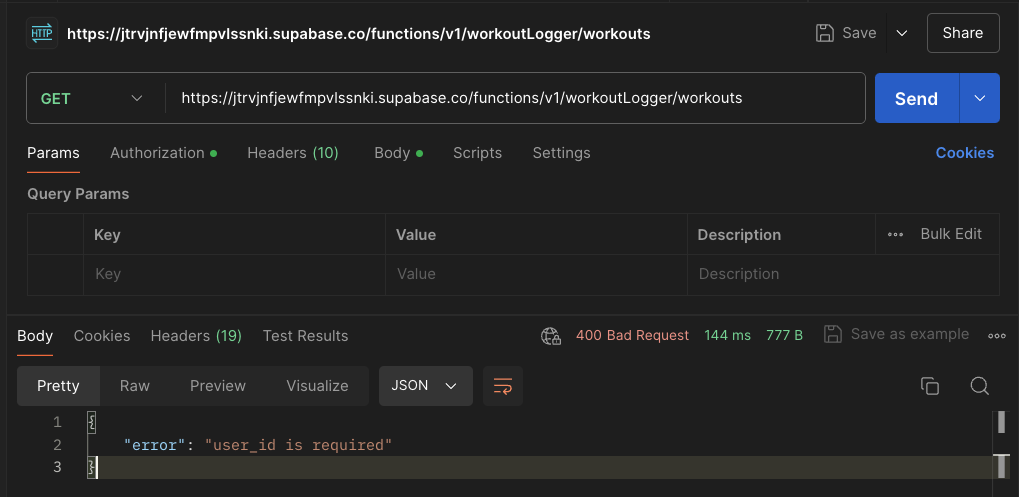 HTTP https://jtrvjnfjewfmpvlssnki.supabase.co/functions/v1/workoutLogger/workouts Save Share
GET https://jtrvjnfjewfmpvlssnki.supabase.co/functions/v1/workoutLogger/workouts Send
Params Authorization Headers (10) Body Scripts Settings Cookies
Query Params
Key Value Description ••• Bulk Edit
Key Value Description
Body Cookies Headers (19) Test Results 400 Bad Request 144 ms 777 B Save as example
Pretty Raw Preview Visualize JSON
1 {
2 "error": "user_id is required"
3 }